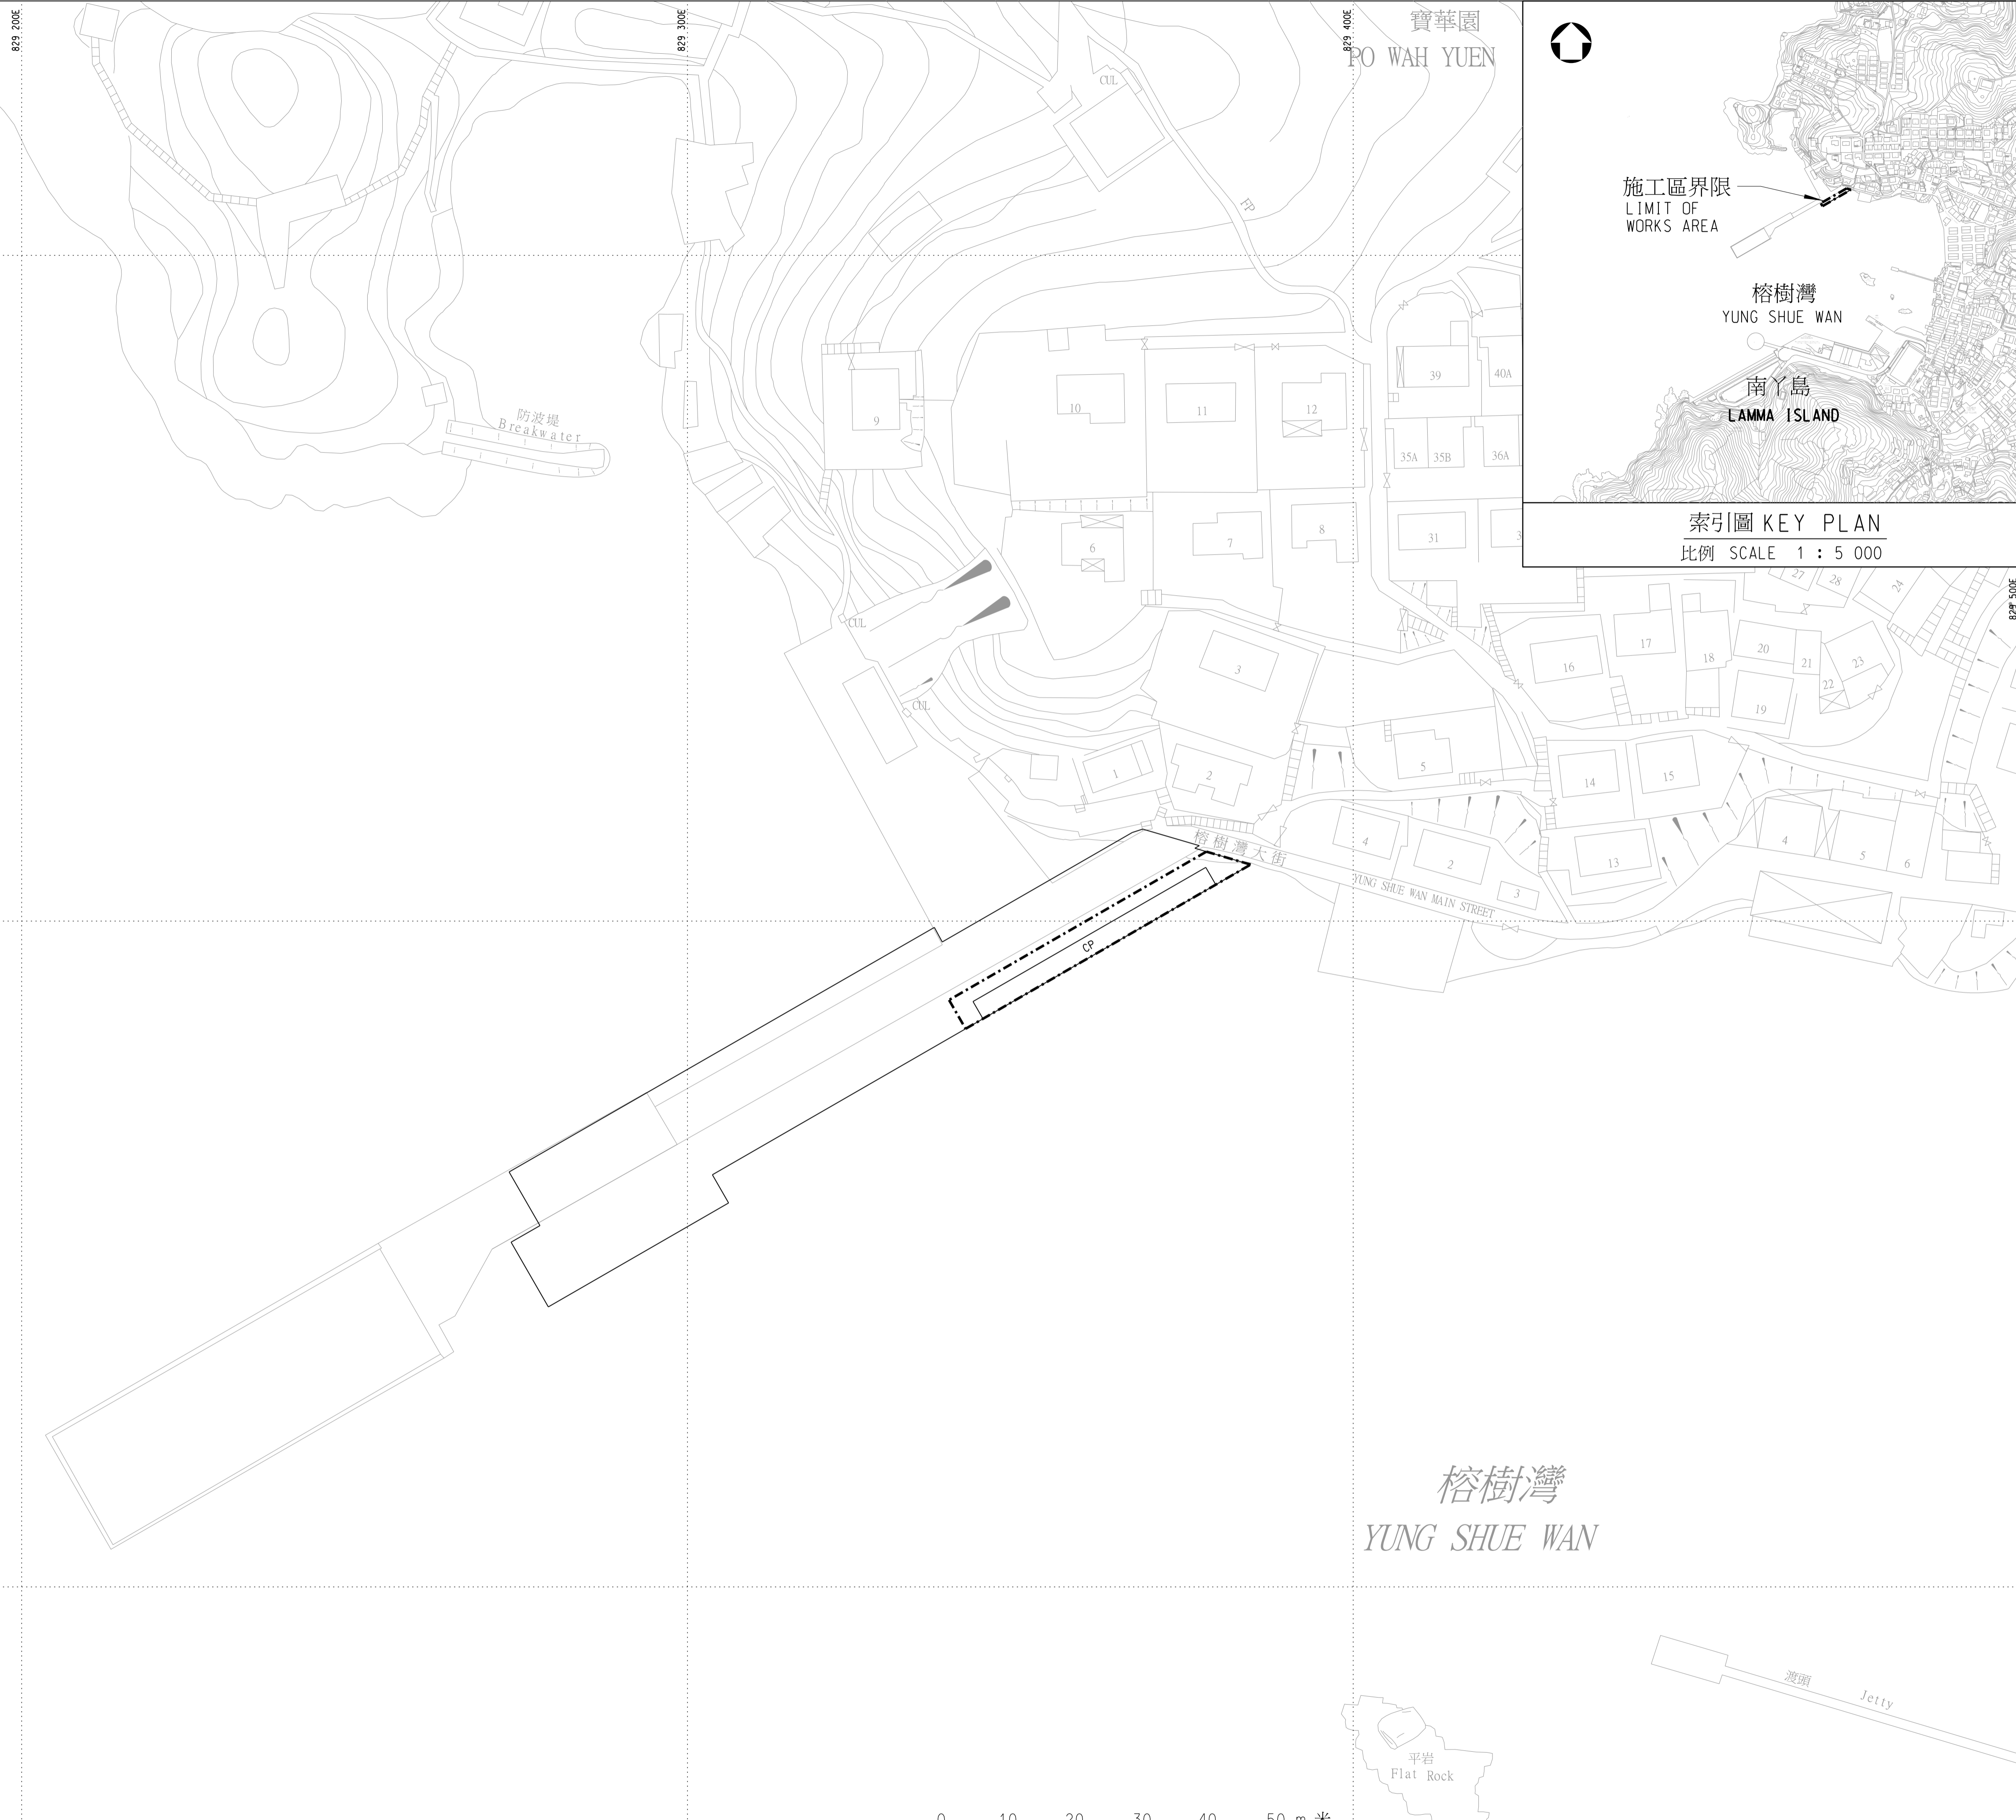 829 200E
829 300E
829 400E
寶華園
PO WAH YUEN
CUL
FP
施工區界限
LIMIT OF
WORKS AREA
榕樹灣
YUNG SHUE WAN
南丫島
LAMMA ISLAND
索引圖 KEY PLAN
比例 SCALE 1 : 5 000
829 500E
防波堤
Breakwater
9
10
11
12
39
40A
35A
35B
36A
6
7
8
31
3
27
28
24
CUL
CUL
3
16
17
18
20
21
22
23
19
1
2
5
14
15
榕樹灣大街
YUNG SHUE WAN MAIN STREET
4
2
3
13
4
5
6
CP
榕樹灣
YUNG SHUE WAN
渡頭
Jetty
平岩
Flat Rock
0 10 20 30 40 50 m 米